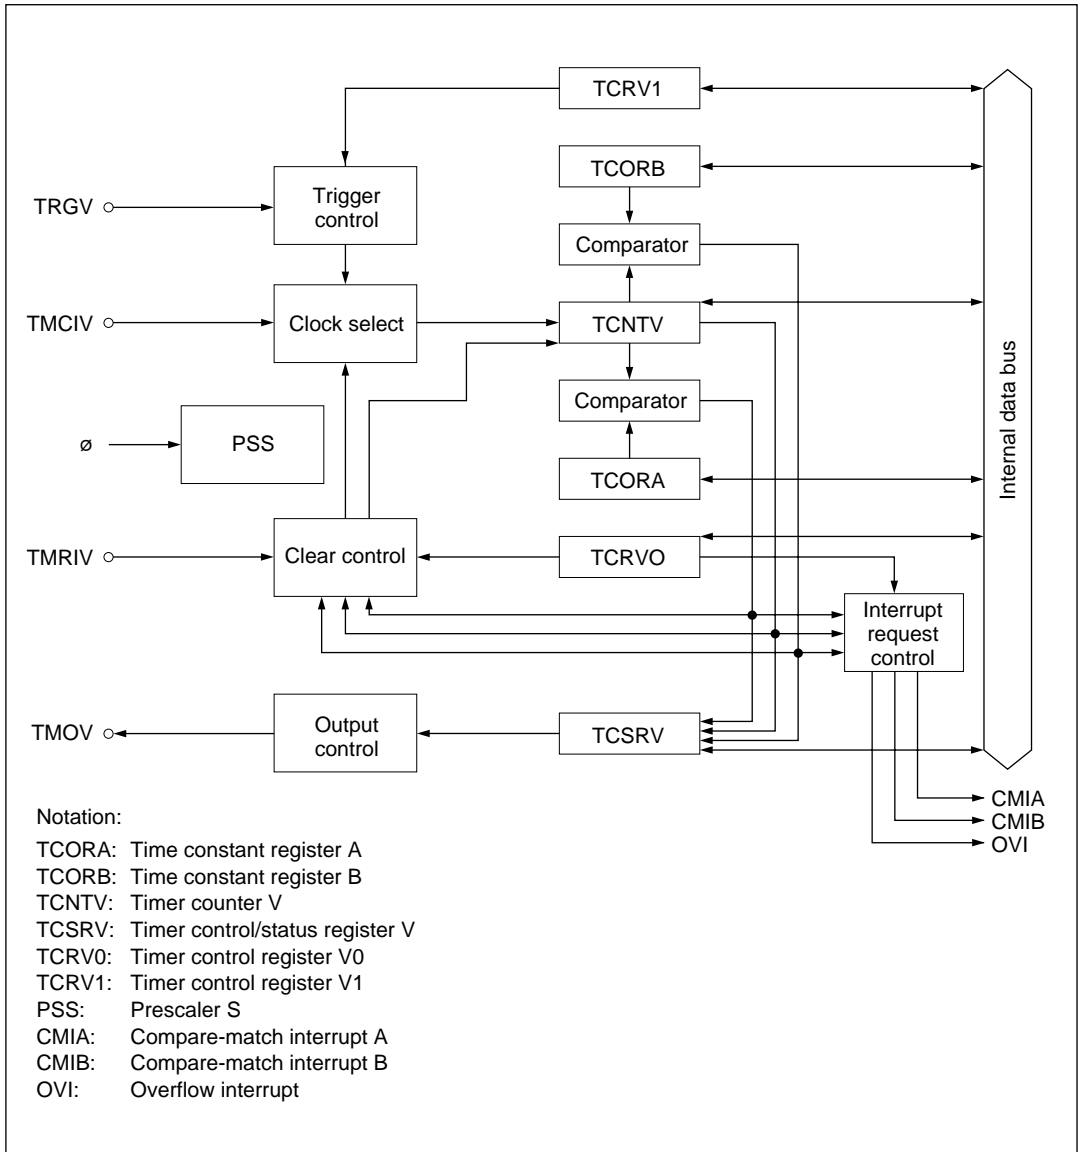 TCRV1
TCORB
TRGV
Trigger
control
Comparator
TMCIV
Clock select
TCNTV
Comparator
Internal data bus
ø
PSS
TCORA
TMRIV
Clear control
TCRVO
Interrupt
request
control
TMOV
Output
control
TCSRV
CMIA
CMIB
OVI
Notation:
TCORA: Time constant register A
TCORB: Time constant register B
TCNTV: Timer counter V
TCSRV: Timer control/status register V
TCRV0: Timer control register V0
TCRV1: Timer control register V1
PSS: Prescaler S
CMIA: Compare-match interrupt A
CMIB: Compare-match interrupt B
OVI: Overflow interrupt